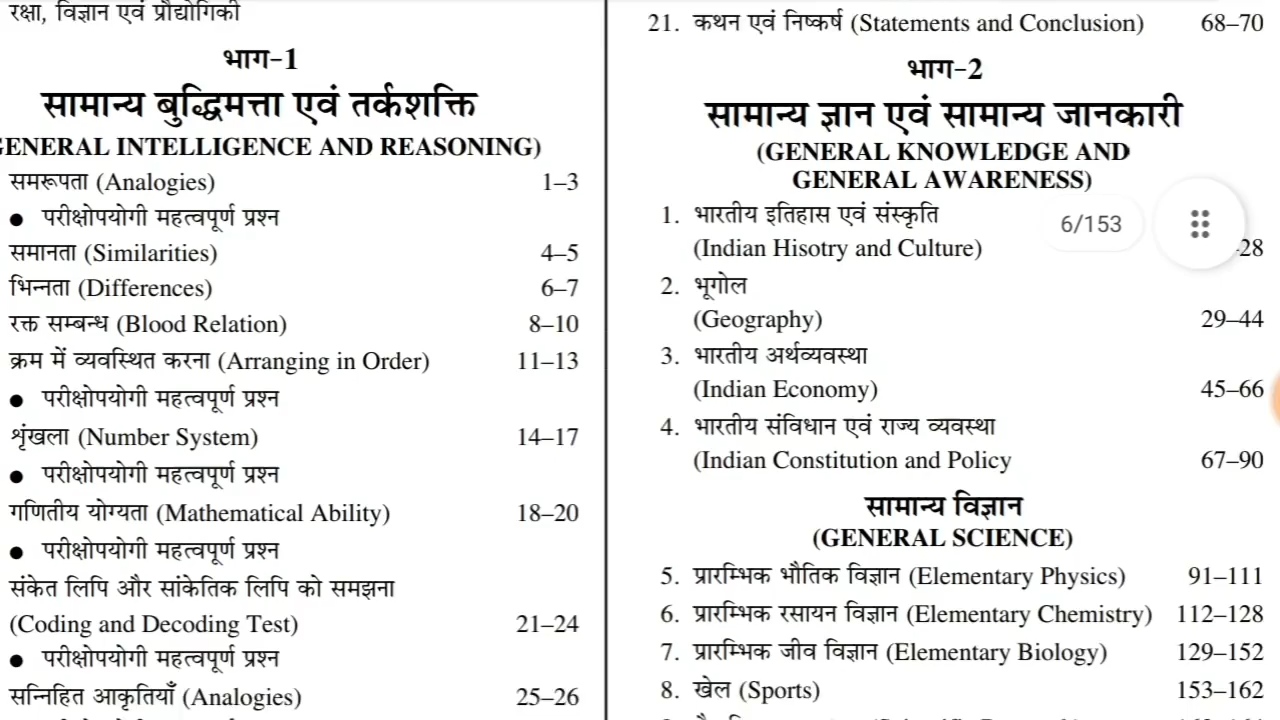 रक्षा, विज्ञान एवं प्रौद्योगिकी
भाग-1
सामान्य बुद्धिमत्ता एवं तर्कशक्ति
GENERAL INTELLIGENCE AND REASONING)
समरूपता (Analogies) 1–3
● परीक्षोपयोगी महत्वपूर्ण प्रश्न
समानता (Similarities) 4–5
भिन्नता (Differences) 6–7
रक्त सम्बन्ध (Blood Relation) 8–10
क्रम में व्यवस्थित करना (Arranging in Order) 11–13
● परीक्षोपयोगी महत्वपूर्ण प्रश्न
शृंखला (Number System) 14–17
● परीक्षोपयोगी महत्वपूर्ण प्रश्न
गणितीय योग्यता (Mathematical Ability) 18–20
● परीक्षोपयोगी महत्वपूर्ण प्रश्न
संकेत लिपि और सांकेतिक लिपि को समझना
(Coding and Decoding Test) 21–24
● परीक्षोपयोगी महत्वपूर्ण प्रश्न
सन्निहित आकृतियाँ (Analogies) 25–26
21. कथन एवं निष्कर्ष (Statements and Conclusion) 68–70
भाग-2
सामान्य ज्ञान एवं सामान्य जानकारी
(GENERAL KNOWLEDGE AND
GENERAL AWARENESS)
1. भारतीय इतिहास एवं संस्कृति
6/153
(Indian Hisotry and Culture) –28
2. भूगोल
(Geography) 29–44
3. भारतीय अर्थव्यवस्था
(Indian Economy) 45–66
4. भारतीय संविधान एवं राज्य व्यवस्था
(Indian Constitution and Policy 67–90
सामान्य विज्ञान
(GENERAL SCIENCE)
5. प्रारम्भिक भौतिक विज्ञान (Elementary Physics) 91–111
6. प्रारम्भिक रसायन विज्ञान (Elementary Chemistry) 112–128
7. प्रारम्भिक जीव विज्ञान (Elementary Biology) 129–152
8. खेल (Sports) 153–162